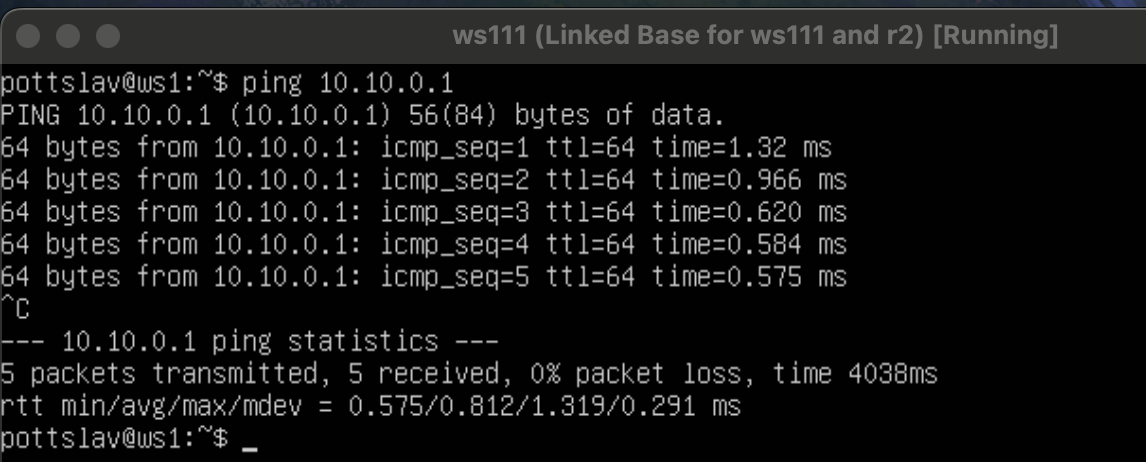 ws111 (Linked Base for ws111 and r2) [Running]
pottslav@ws1:~$ ping 10.10.0.1
PING 10.10.0.1 (10.10.0.1) 56(84) bytes of data.
64 bytes from 10.10.0.1: icmp_seq=1 ttl=64 time=1.32 ms
64 bytes from 10.10.0.1: icmp_seq=2 ttl=64 time=0.966 ms
64 bytes from 10.10.0.1: icmp_seq=3 ttl=64 time=0.620 ms
64 bytes from 10.10.0.1: icmp_seq=4 ttl=64 time=0.584 ms
64 bytes from 10.10.0.1: icmp_seq=5 ttl=64 time=0.575 ms
^C
--- 10.10.0.1 ping statistics ---
5 packets transmitted, 5 received, 0% packet loss, time 4038ms
rtt min/avg/max/mdev = 0.575/0.812/1.319/0.291 ms
pottslav@ws1:~$ _